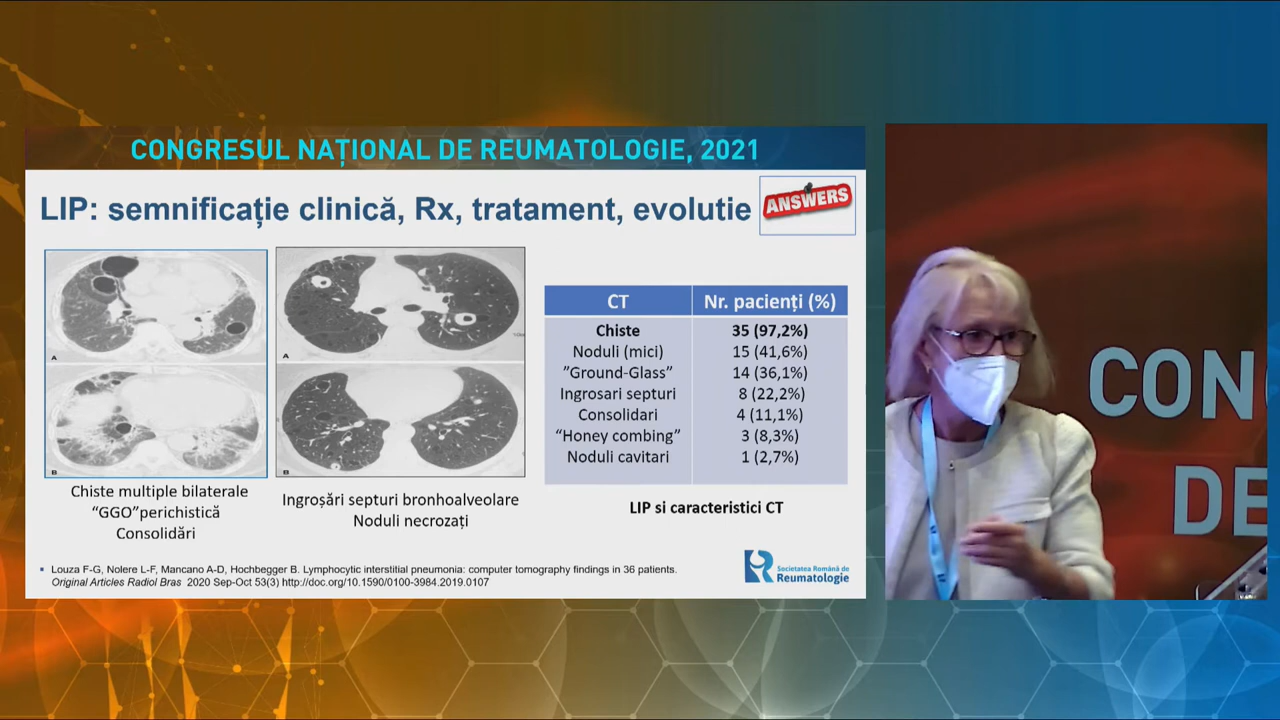 CONGRESUL NAȚIONAL DE REUMATOLOGIE, 2021
LIP: semnificație clinică, Rx, tratament, evolutie
ANSWERS
A
B
Chiste multiple bilaterale
“GGO”perichistică
Consolidări
A
B
Ingroșări septuri bronhoalveolare
Noduli necrozați
CT Nr. pacienți (%)
Chiste 35 (97,2%)
Noduli (mici) 15 (41,6%)
”Ground-Glass” 14 (36,1%)
Ingrosari septuri 8 (22,2%)
Consolidari 4 (11,1%)
“Honey combing” 3 (8,3%)
Noduli cavitari 1 (2,7%)
LIP si caracteristici CT
Louza F-G, Nolere L-F, Mancano A-D, Hochbegger B. Lymphocytic interstitial pneumonia: computer tomography findings in 36 patients.
Original Articles Radiol Bras 2020 Sep-Oct 53(3) http://doc.org/10.1590/0100-3984.2019.0107
Societatea Română de
Reumatologie
CON
DE